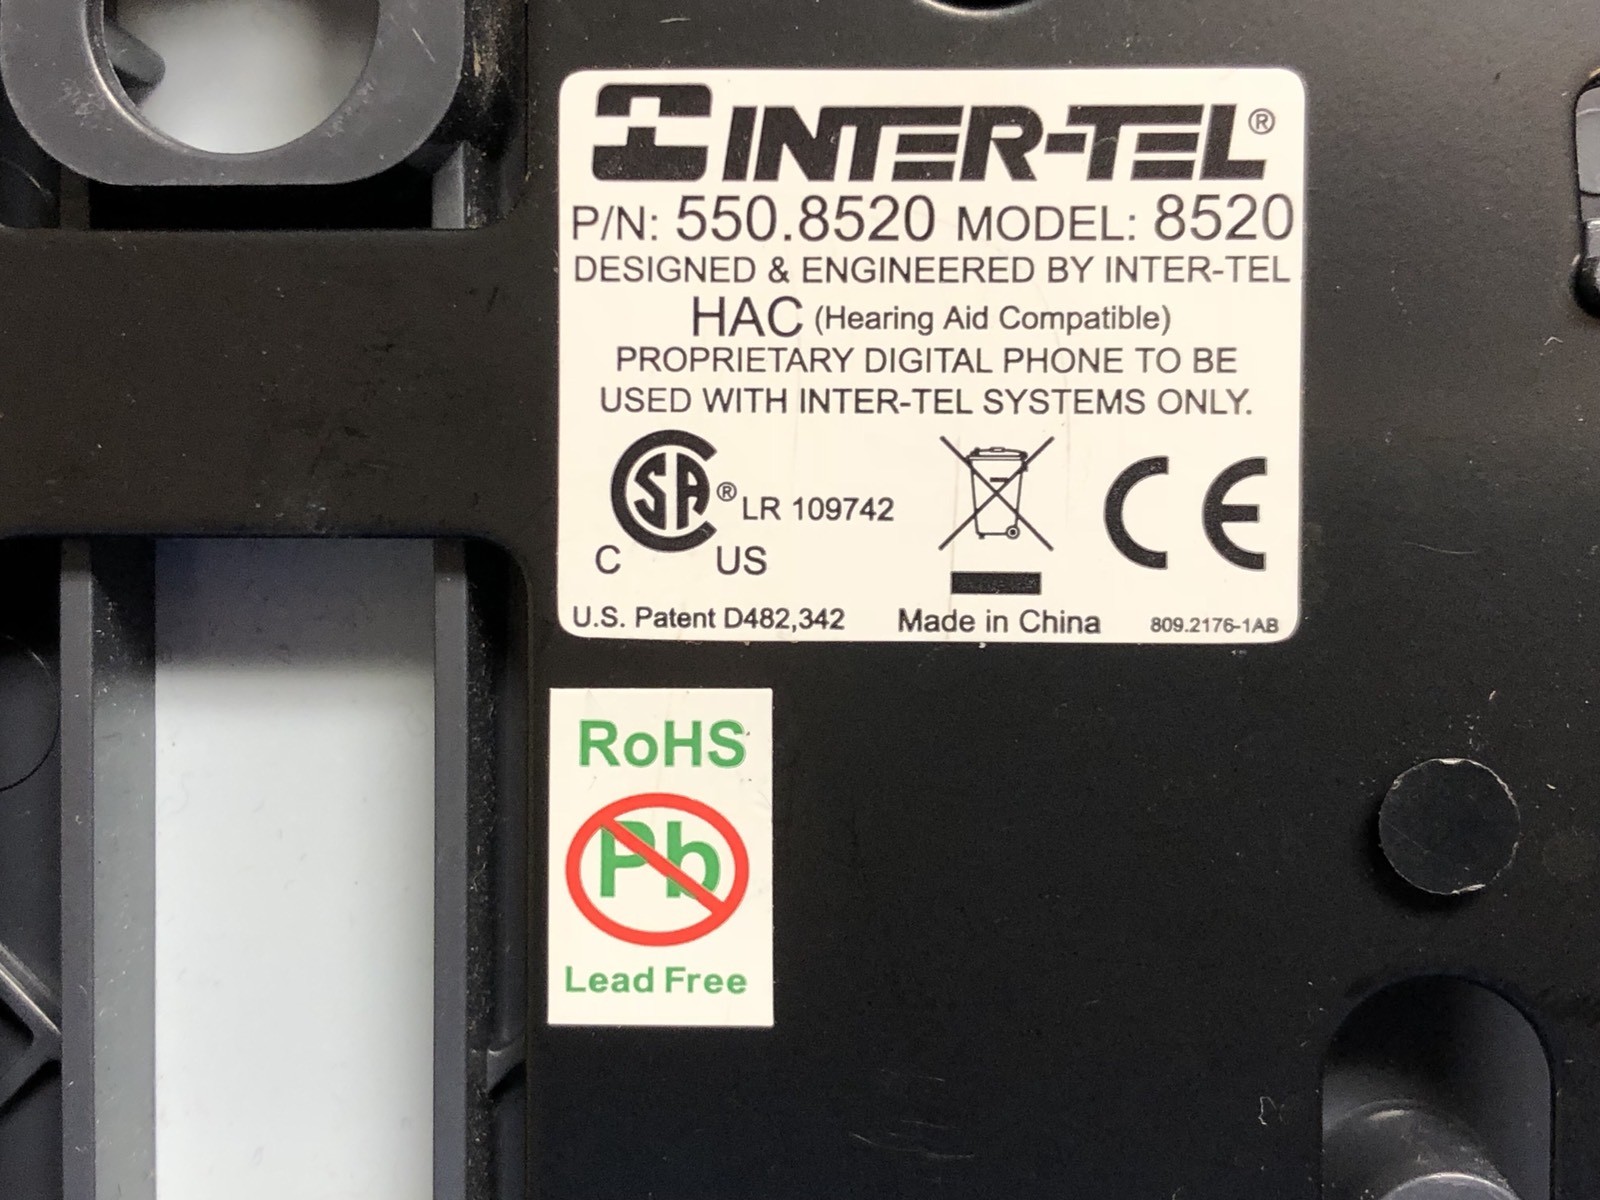 INTER-TEL®
P/N: 550.8520 MODEL: 8520
DESIGNED & ENGINEERED BY INTER-TEL
HAC (Hearing Aid Compatible)
PROPRIETARY DIGITAL PHONE TO BE
USED WITH INTER-TEL SYSTEMS ONLY.
SA® LR 109742
C US
CE
U.S. Patent D482,342 Made in China 809.2176-1AB
RoHS
Pb
Lead Free